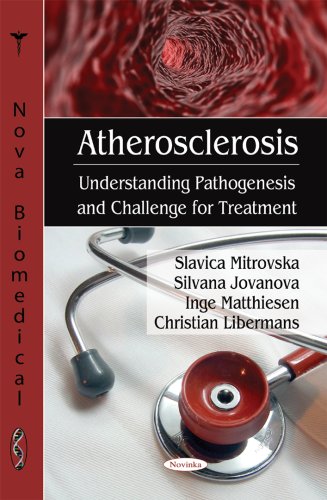 Nova Biomedical
Atherosclerosis
Understanding Pathogenesis
and Challenge for Treatment
Slavica Mitrovska
Silvana Jovanova
Inge Matthiesen
Christian Libermans
Novinka